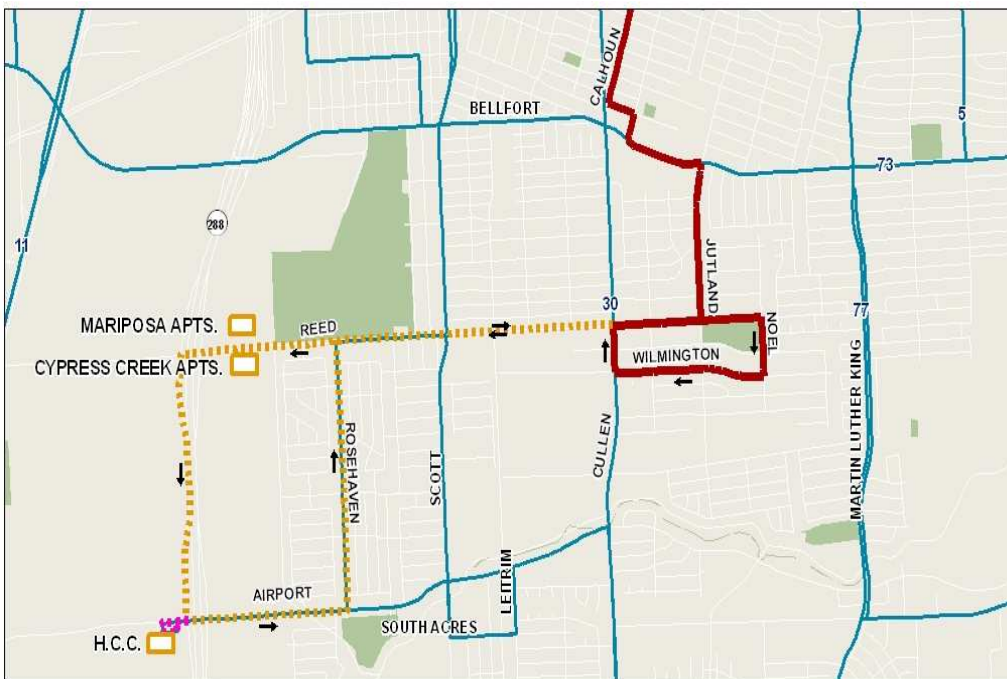 CALHOUN
BELLFORT
5
73
288
11
JUTLAND
30
77
NOEL
MARIPOSA APTS.
REED
WILMINGTON
CYPRESS CREEK APTS.
MARTIN LUTHER KING
ROSEHAVEN
SCOTT
CULLEN
LEITRIM
AIRPORT
SOUTH ACRES
H.C.C.